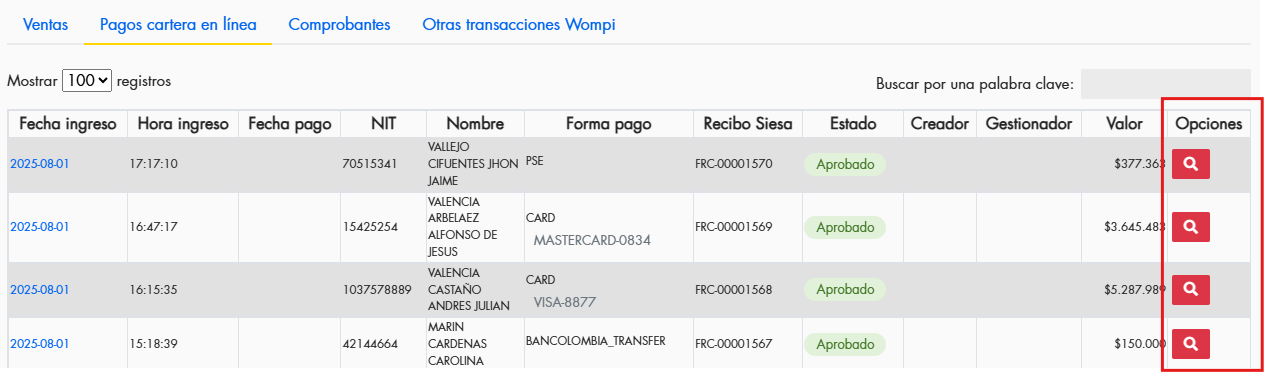 Ventas Pagos cartera en línea Comprobantes Otras transacciones Wompi
Mostrar 100 registros Buscar por una palabra clave:
Fecha ingreso Hora ingreso Fecha pago NIT Nombre Forma pago Recibo Siesa Estado Creador Gestionador Valor Opciones
2025-08-01 17:17:10 70515341 VALLEJO CIFUENTES JHON JAIME PSE FRC-00001570 Aprobado $377.363
2025-08-01 16:47:17 15425254 VALENCIA ARBELAEZ ALFONSO DE JESUS CARD MASTERCARD-0834 FRC-00001569 Aprobado $3.645.483
2025-08-01 16:15:35 1037578889 VALENCIA CASTAÑO ANDRES JULIAN CARD VISA-8877 FRC-00001568 Aprobado $5.287.989
2025-08-01 15:18:39 42144664 MARIN CARDENAS CAROLINA BANCOLOMBIA_TRANSFER FRC-00001567 Aprobado $150.000